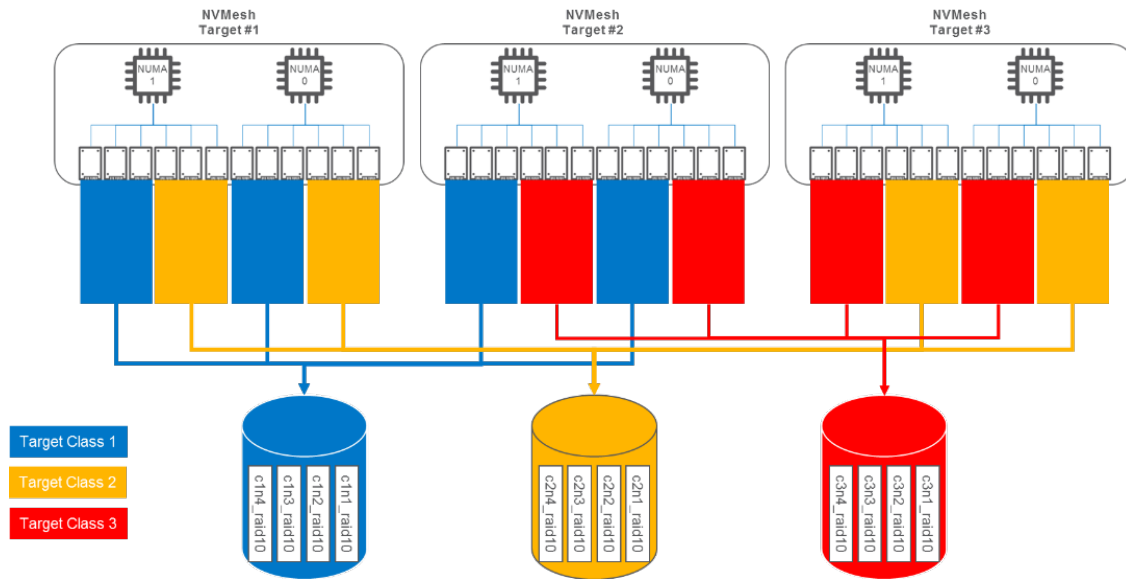 NVMesh
Target #1
NVMesh
Target #2
NVMesh
Target #3
NUMA
1
NUMA
0
NUMA
1
NUMA
0
NUMA
1
NUMA
0
Target Class 1
Target Class 2
Target Class 3
c1n4_raid10
c1n3_raid10
c1n2_raid10
c1n1_raid10
c2n4_raid10
c2n3_raid10
c2n2_raid10
c2n1_raid10
c3n4_raid10
c3n3_raid10
c3n2_raid10
c3n1_raid10